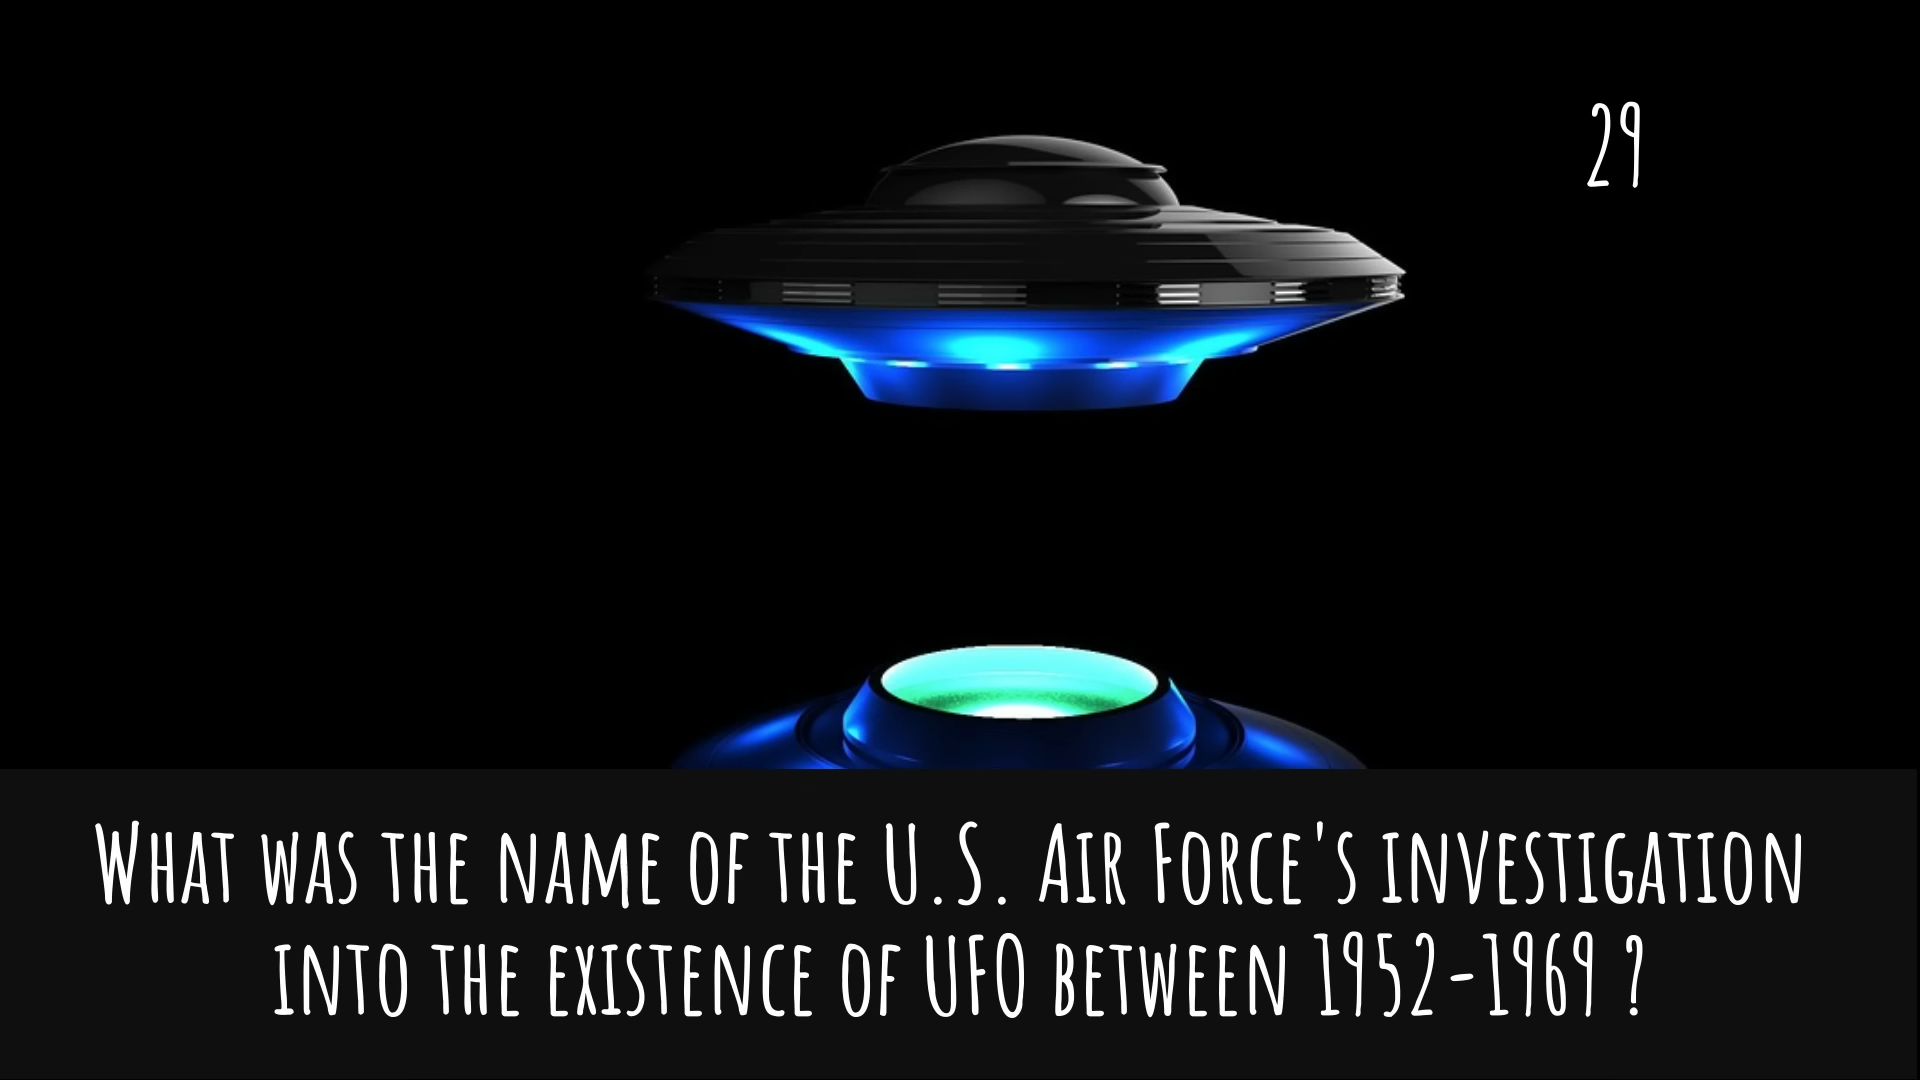 29
What was the name of the U.S. Air Force's investigation
into the existence of UFO between 1952-1969 ?